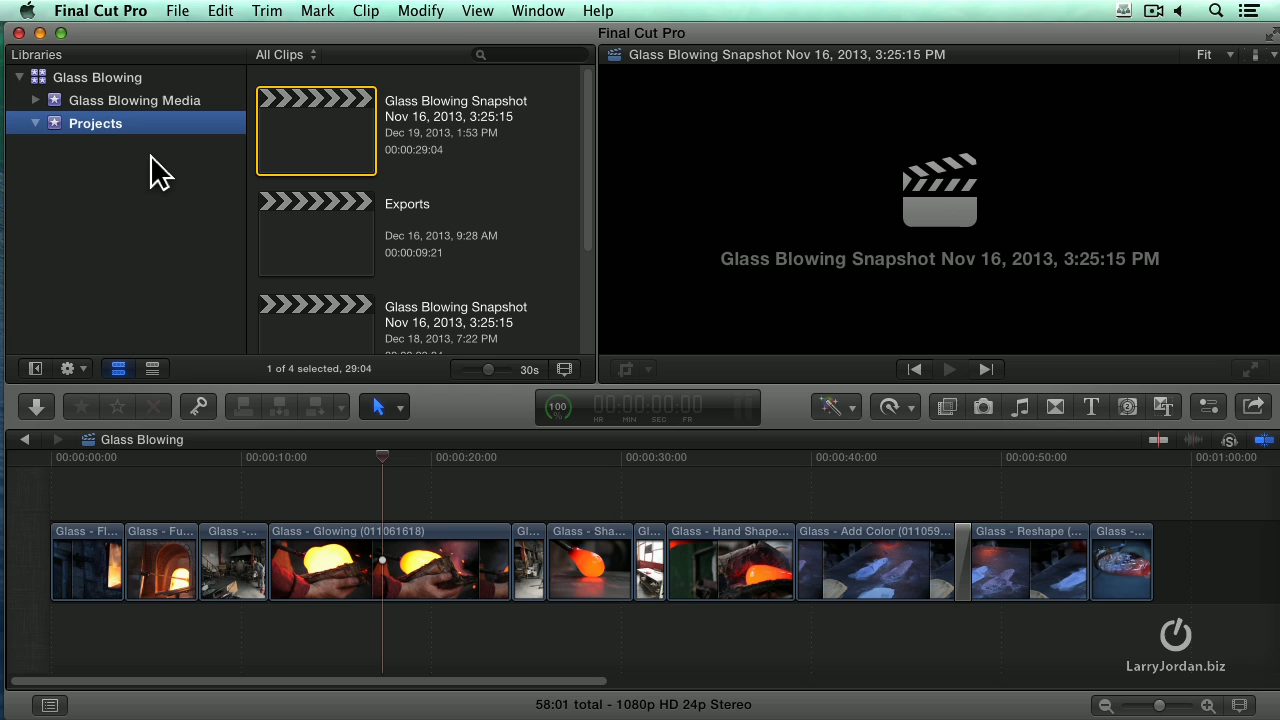 Final Cut Pro File Edit Trim Mark Clip Modify View Window Help
Final Cut Pro
Libraries
All Clips
Glass Blowing Snapshot Nov 16, 2013, 3:25:15 PM
Fit
Glass Blowing
Glass Blowing Media
Projects
Glass Blowing Snapshot
Nov 16, 2013, 3:25:15
Dec 19, 2013, 1:53 PM
00:00:29:04
Exports
Dec 16, 2013, 9:28 AM
00:00:09:21
Glass Blowing Snapshot
Nov 16, 2013, 3:25:15
Dec 18, 2013, 7:22 PM
Glass Blowing Snapshot Nov 16, 2013, 3:25:15 PM
1 of 4 selected, 29:04
30s
100
%
00:00:00:00
HR MIN SEC FR
T
Glass Blowing
00:00:00:00 00:00:10:00 00:00:20:00 00:00:30:00 00:00:40:00 00:00:50:00 00:01:00:00
Glass - Fl... Glass - Fu... Glass -... Glass - Glowing (011061618) Gl... Glass - Sha... Gl... Glass - Hand Shape... Glass - Add Color (011059... Glass - Reshape (... Glass -...
LarryJordan.biz
58:01 total - 1080p HD 24p Stereo